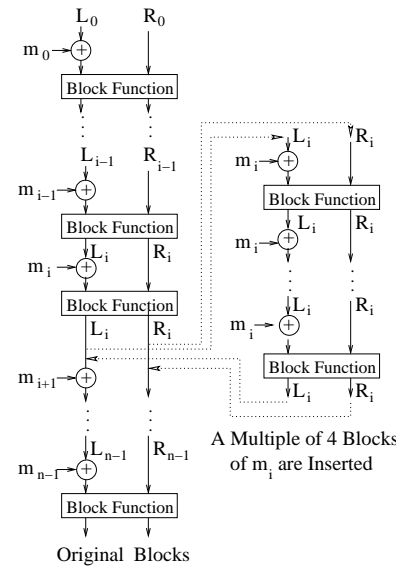 L0 R0
m0
Block Function
Li−1 Ri−1
mi−1
Block Function
Li Ri
mi
Block Function
Li Ri
mi+1
Ln−1 Rn−1
mn−1
Block Function
Original Blocks
Li Ri
mi
Block Function
Li Ri
mi
Li Ri
mi
Block Function
Li Ri
A Multiple of 4 Blocks
of mi are Inserted